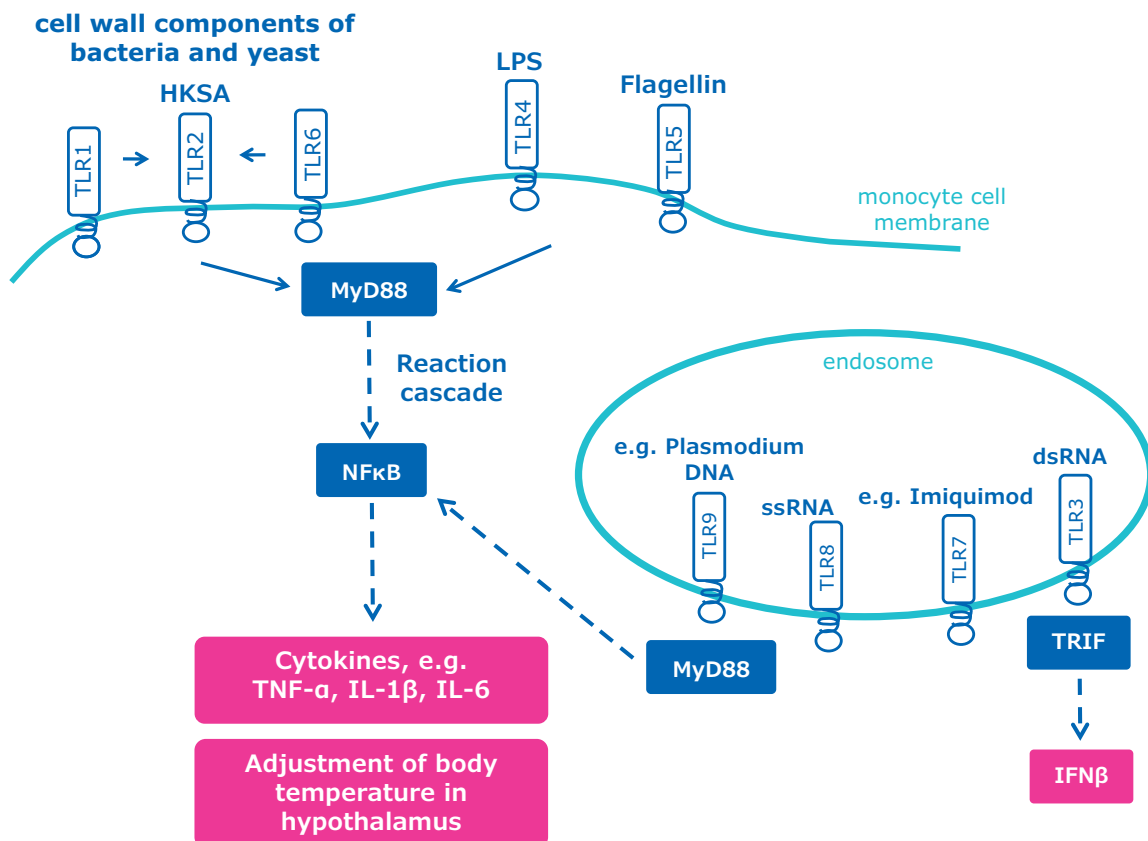 cell wall components of
bacteria and yeast
HKSA
LPS
Flagellin
TLR1
TLR2
TLR6
TLR4
TLR5
monocyte cell
membrane
MyD88
Reaction
cascade
NFκB
endosome
e.g. Plasmodium
DNA
ssRNA
e.g. Imiquimod
dsRNA
TLR9
TLR8
TLR7
TLR3
MyD88
TRIF
Cytokines, e.g.
TNF-α, IL-1β, IL-6
IFNβ
Adjustment of body
temperature in
hypothalamus